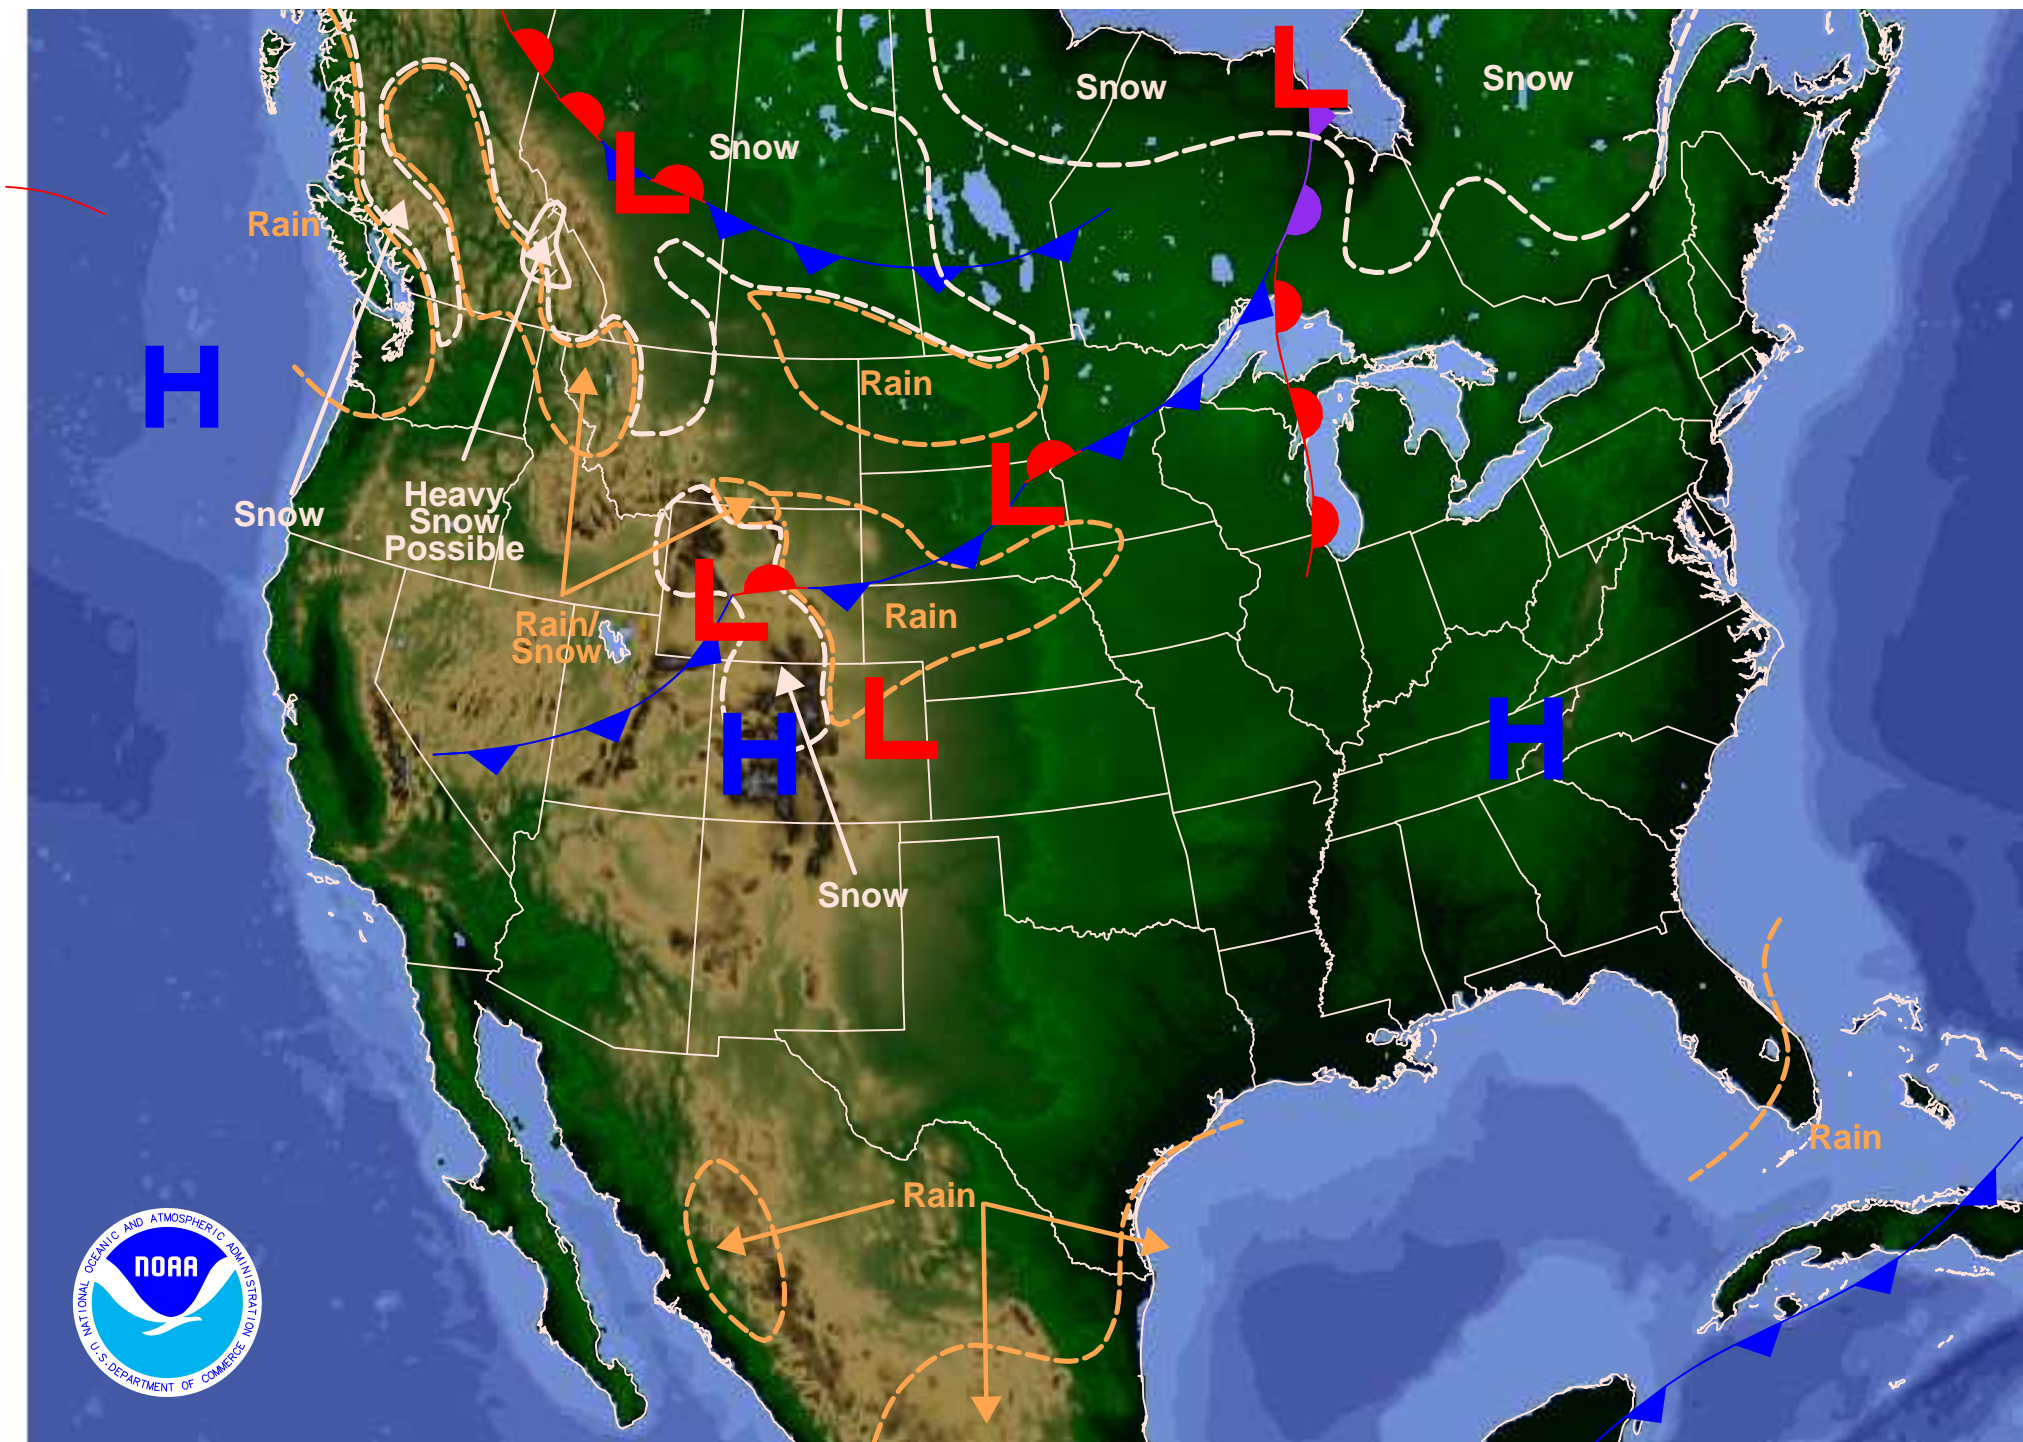 L
Snow
Snow
Snow
L
Rain
H
Rain
L
Heavy
Snow
Possible
Snow
L
Rain
Rain/
Snow
L
H
H
Snow
Rain
Rain
NATIONAL OCEANIC AND ATMOSPHERIC ADMINISTRATION
NOAA
U.S. DEPARTMENT OF COMMERCE